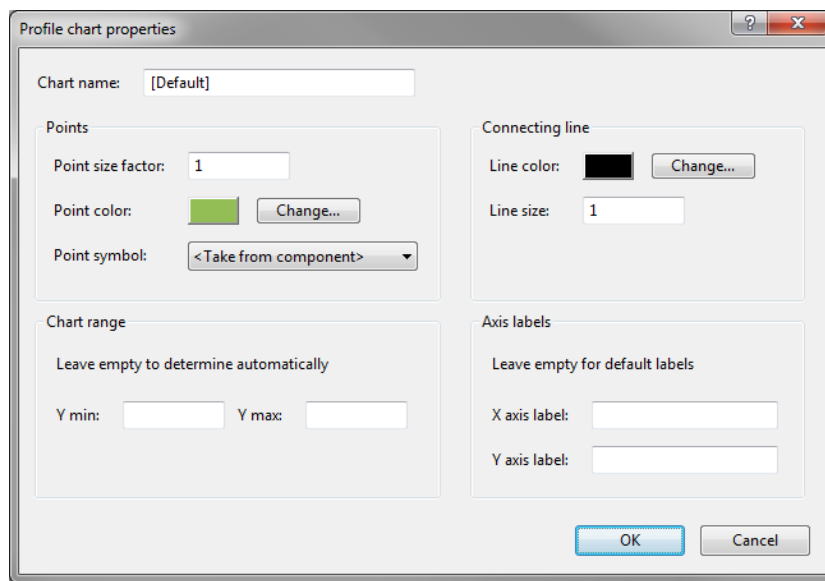 Profile chart properties
?
X
Chart name: [Default]
Points
Point size factor: 1
Point color: Change...
Point symbol: <Take from component>
Connecting line
Line color: Change...
Line size: 1
Chart range
Leave empty to determine automatically
Y min: Y max:
Axis labels
Leave empty for default labels
X axis label:
Y axis label:
OK Cancel